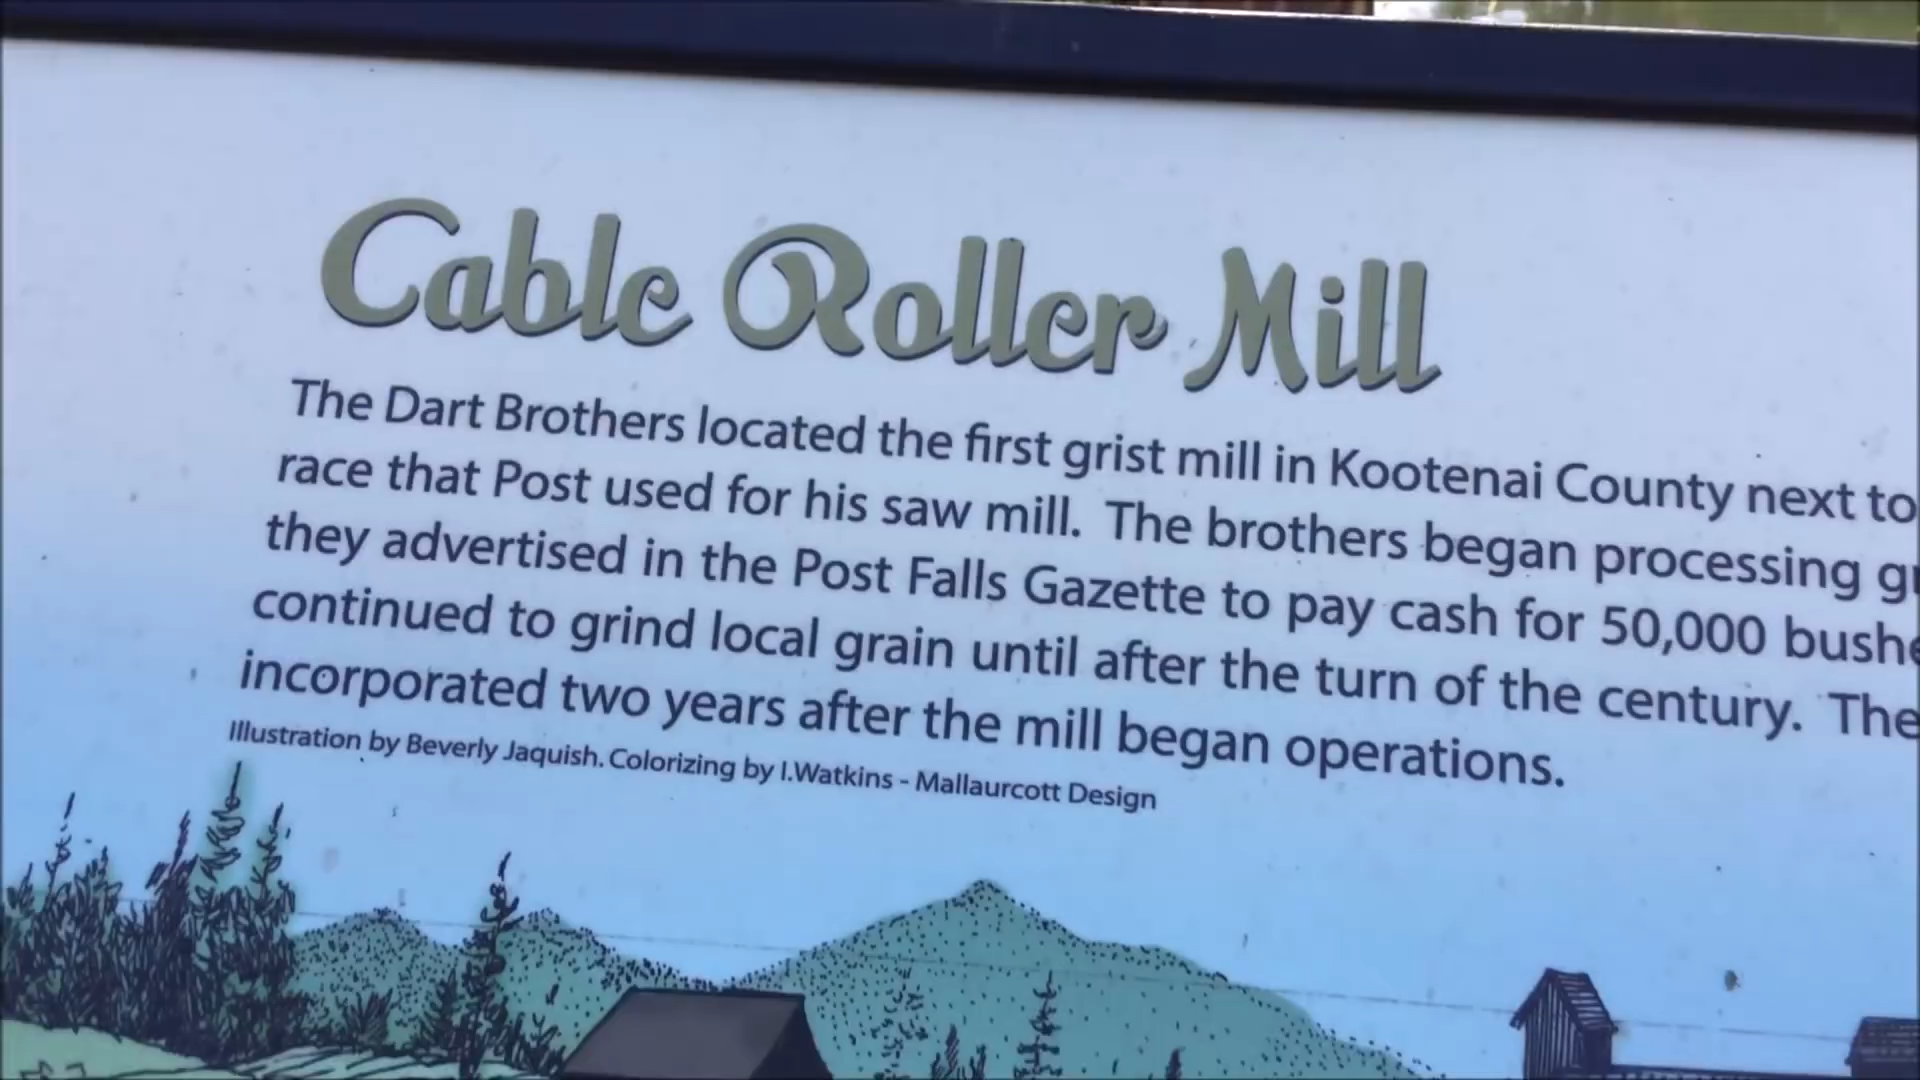 Cable Roller Mill
The Dart Brothers located the first grist mill in Kootenai County next to
race that Post used for his saw mill. The brothers began processing
they advertised in the Post Falls Gazette to pay cash for 50,000
continued to grind local grain until after the turn of the century. The
incorporated two years after the mill began operations.
Illustration by Beverly Jaquish. Colorizing by I.Watkins - Mallaurcott Design